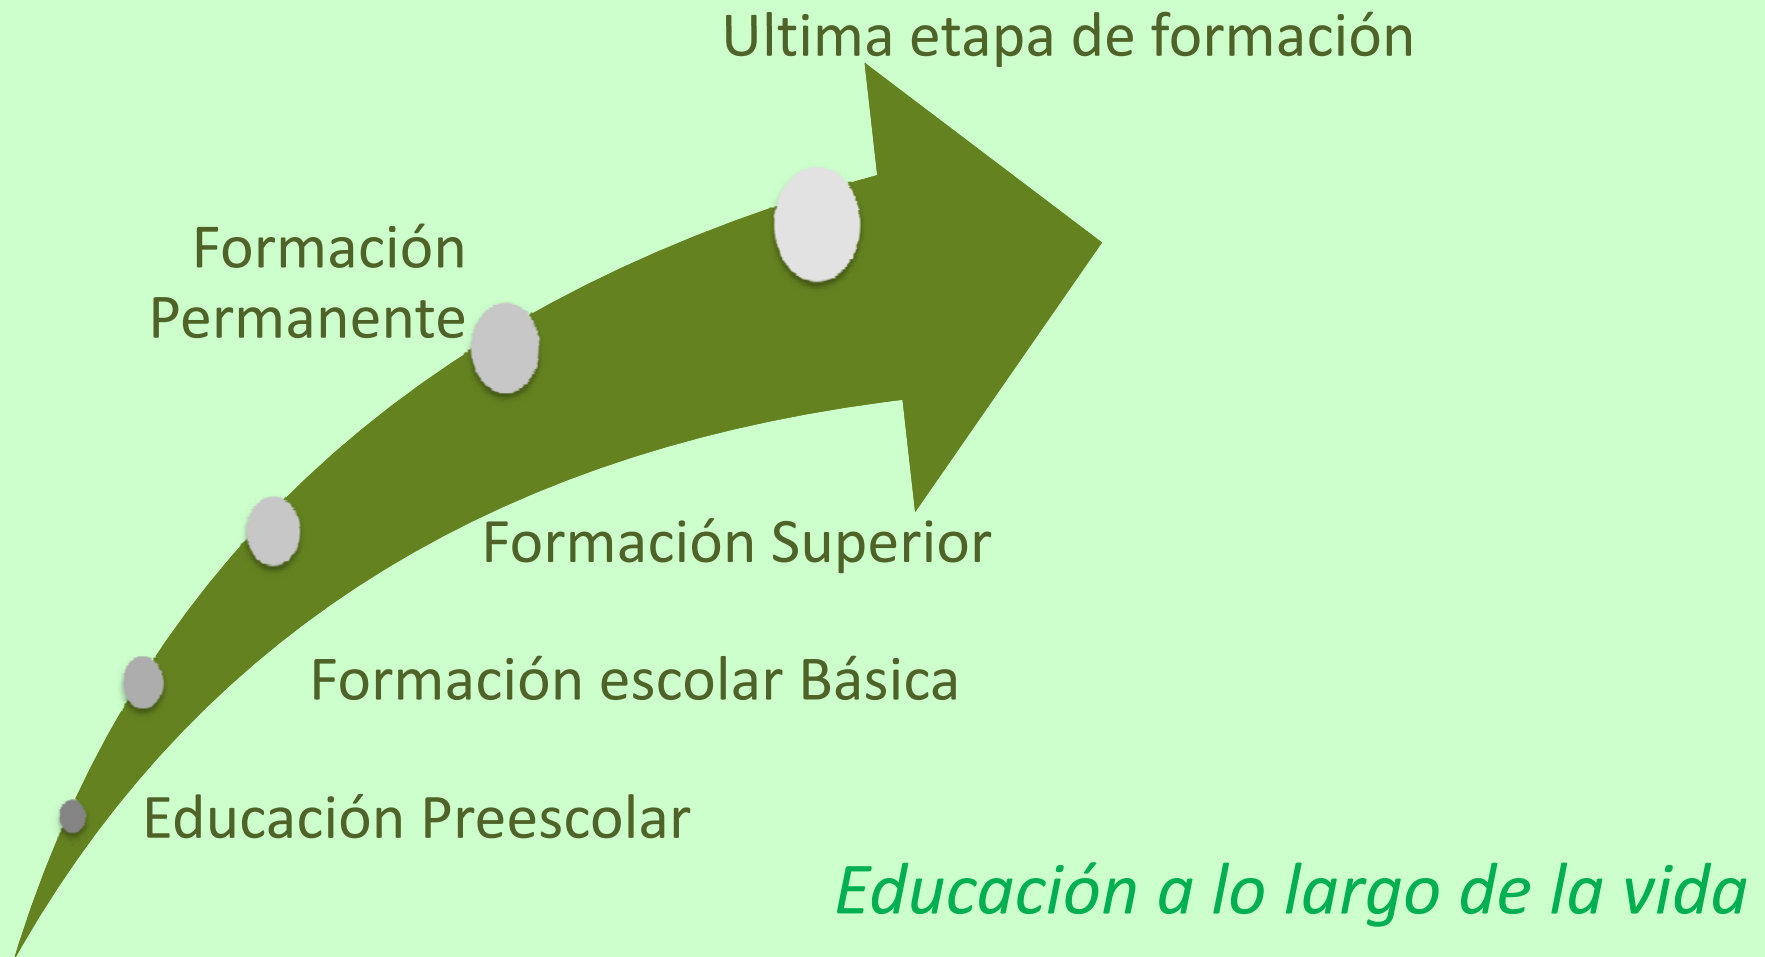 Ultima etapa de formación
Formación
Permanente
Formación Superior
Formación escolar Básica
Educación Preescolar
Educación a lo largo de la vida